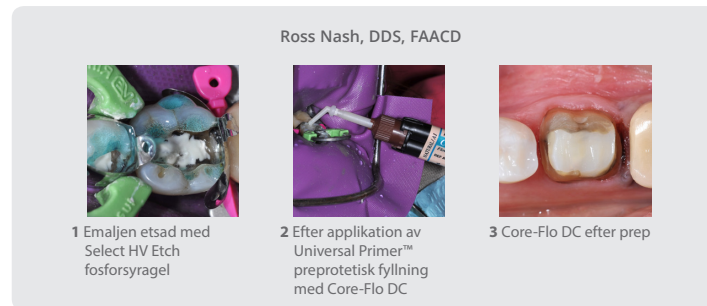 Ross Nash, DDS, FAACD
1 Emaljen etsad med
Select HV Etch
fosforsyragel
2 Efter applikation av
Universal Primer™
preprotetisk fyllning
med Core-Flo DC
3 Core-Flo DC efter prep